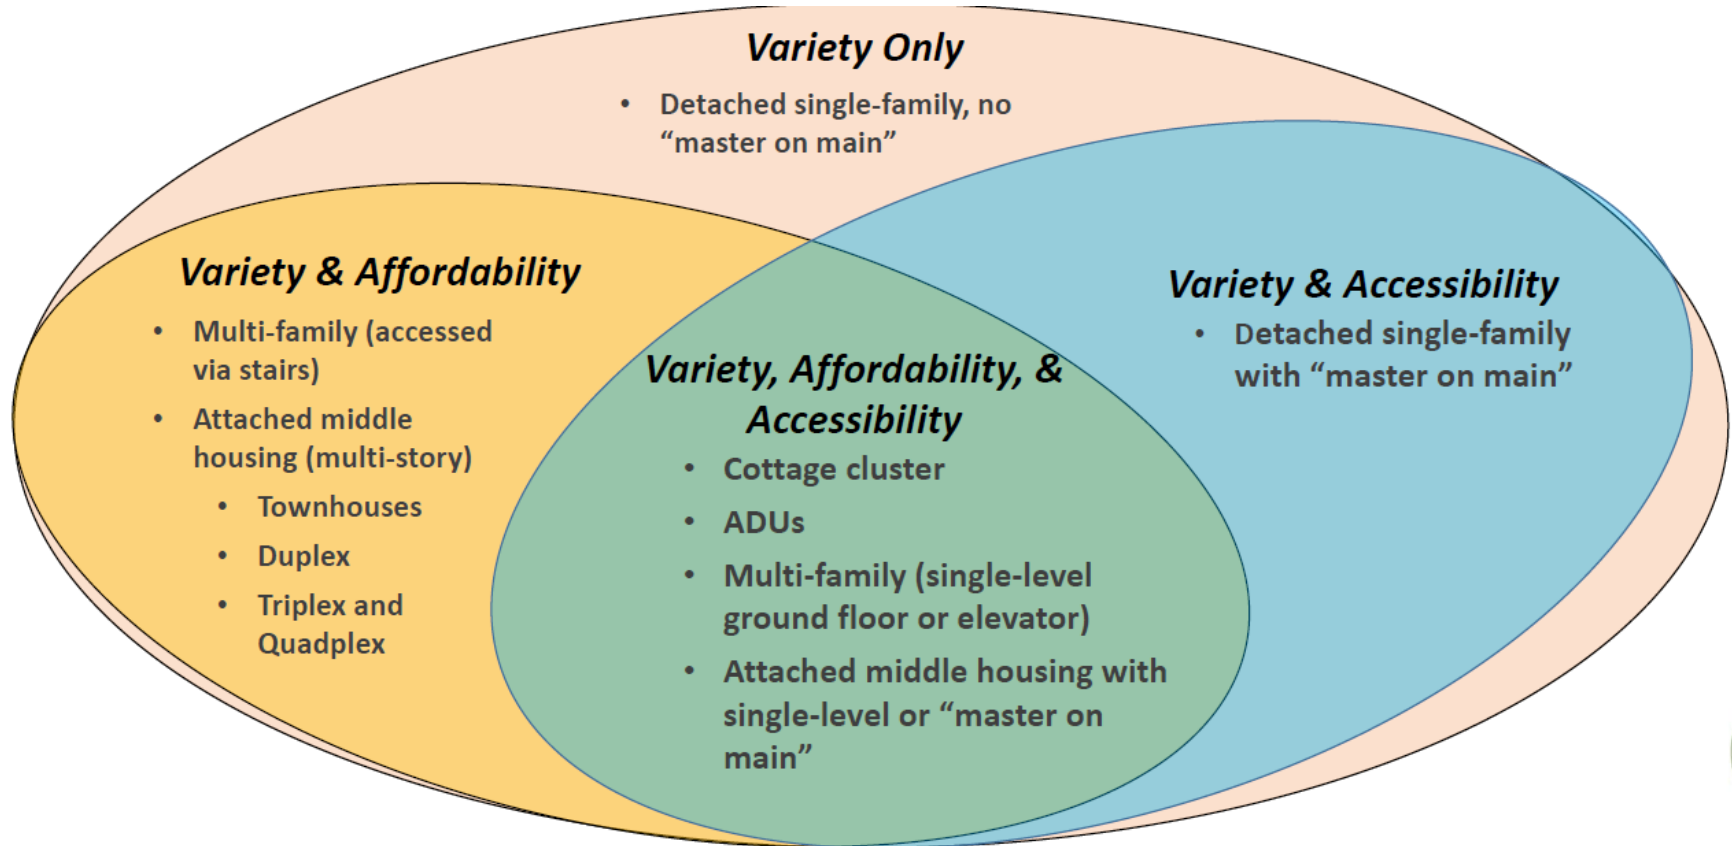 Variety Only
• Detached single-family, no
“master on main”
Variety & Affordability
• Multi-family (accessed
via stairs)
• Attached middle
housing (multi-story)
• Townhouses
• Duplex
• Triplex and
Quadplex
Variety, Affordability, &
Accessibility
• Cottage cluster
• ADUs
• Multi-family (single-level
ground floor or elevator)
• Attached middle housing with
single-level or “master on
main”
Variety & Accessibility
• Detached single-family
with “master on main”